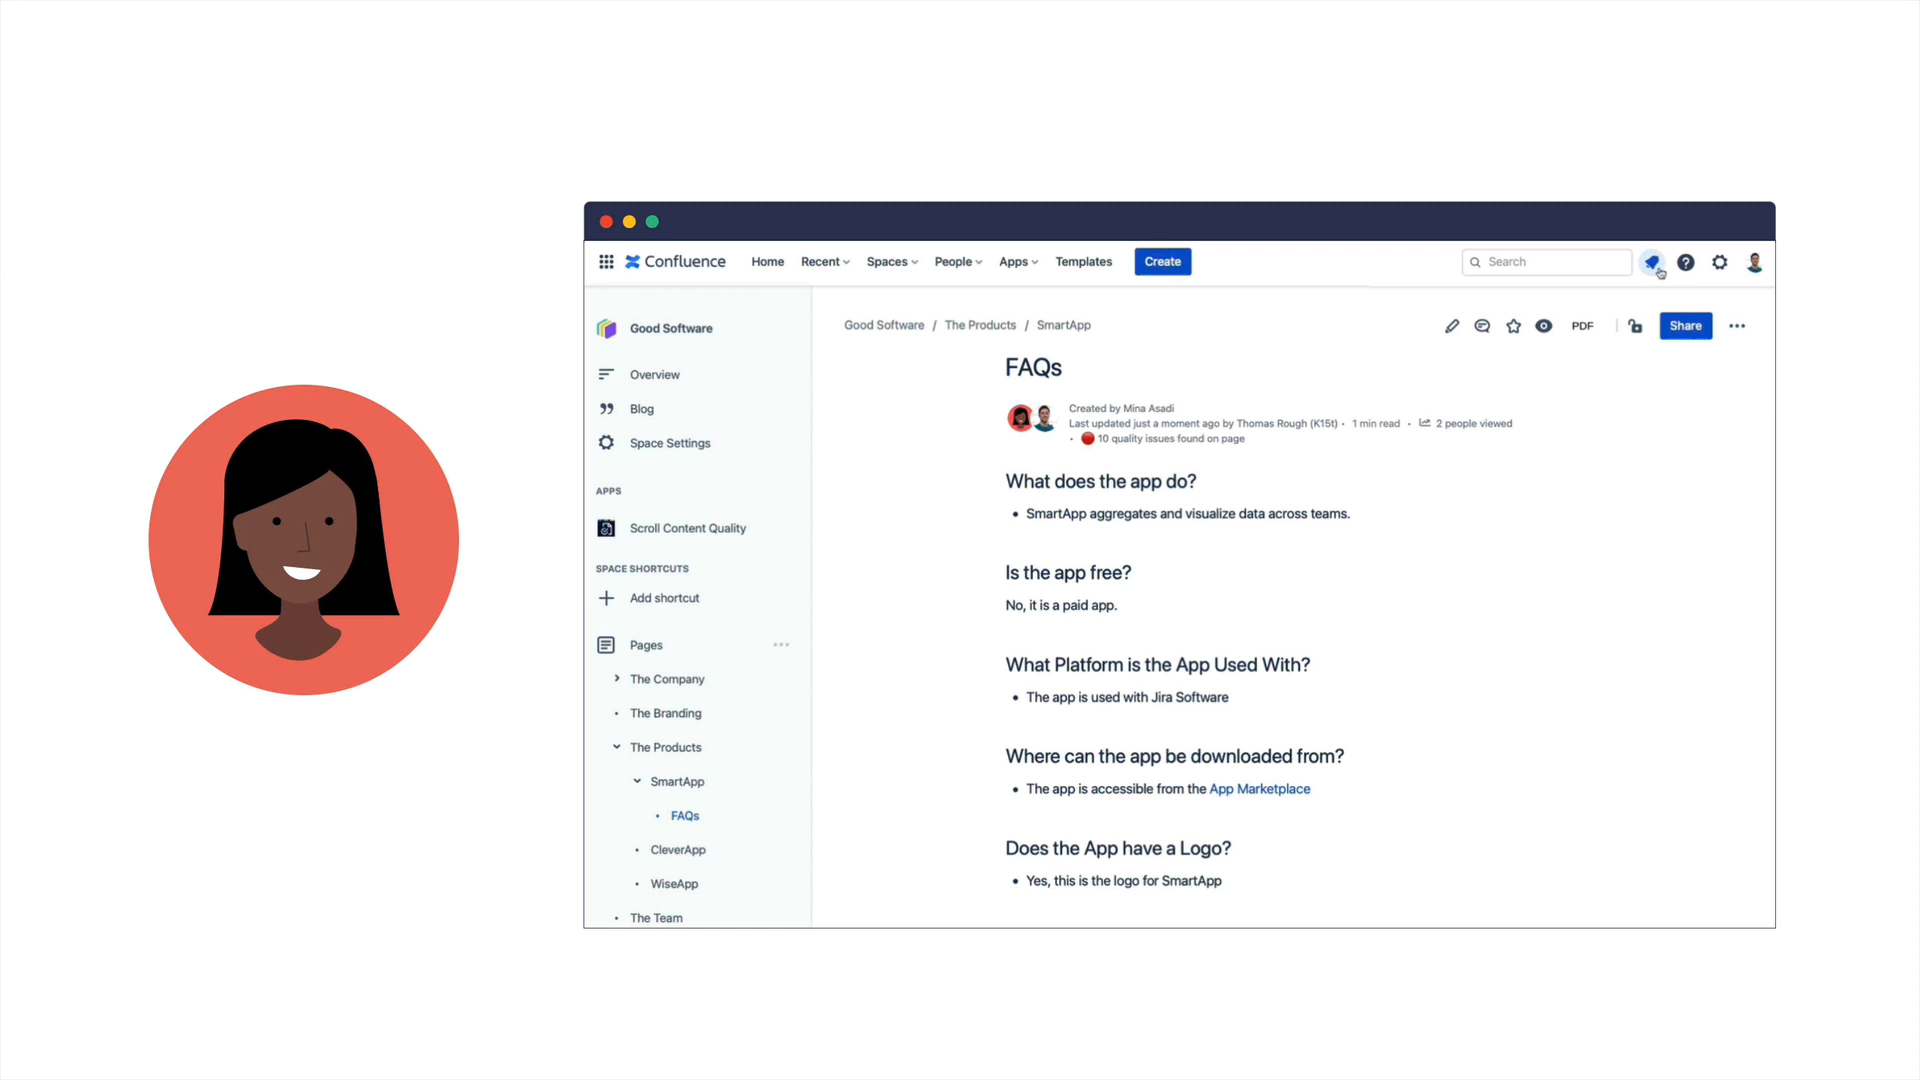 Confluence Home Recent Spaces People Apps Templates Create Search
Good Software
Overview
Blog
Space Settings
APPS
Scroll Content Quality
SPACE SHORTCUTS
Add shortcut
Pages
The Company
The Branding
The Products
SmartApp
FAQs
CleverApp
WiseApp
The Team
Good Software / The Products / SmartApp
PDF Share
FAQs
Created by Mina Asadi
Last updated just a moment ago by Thomas Rough (K15t) • 1 min read • 2 people viewed
• 10 quality issues found on page
What does the app do?
• SmartApp aggregates and visualize data across teams.
Is the app free?
No, it is a paid app.
What Platform is the App Used With?
• The app is used with Jira Software
Where can the app be downloaded from?
• The app is accessible from the App Marketplace
Does the App have a Logo?
• Yes, this is the logo for SmartApp